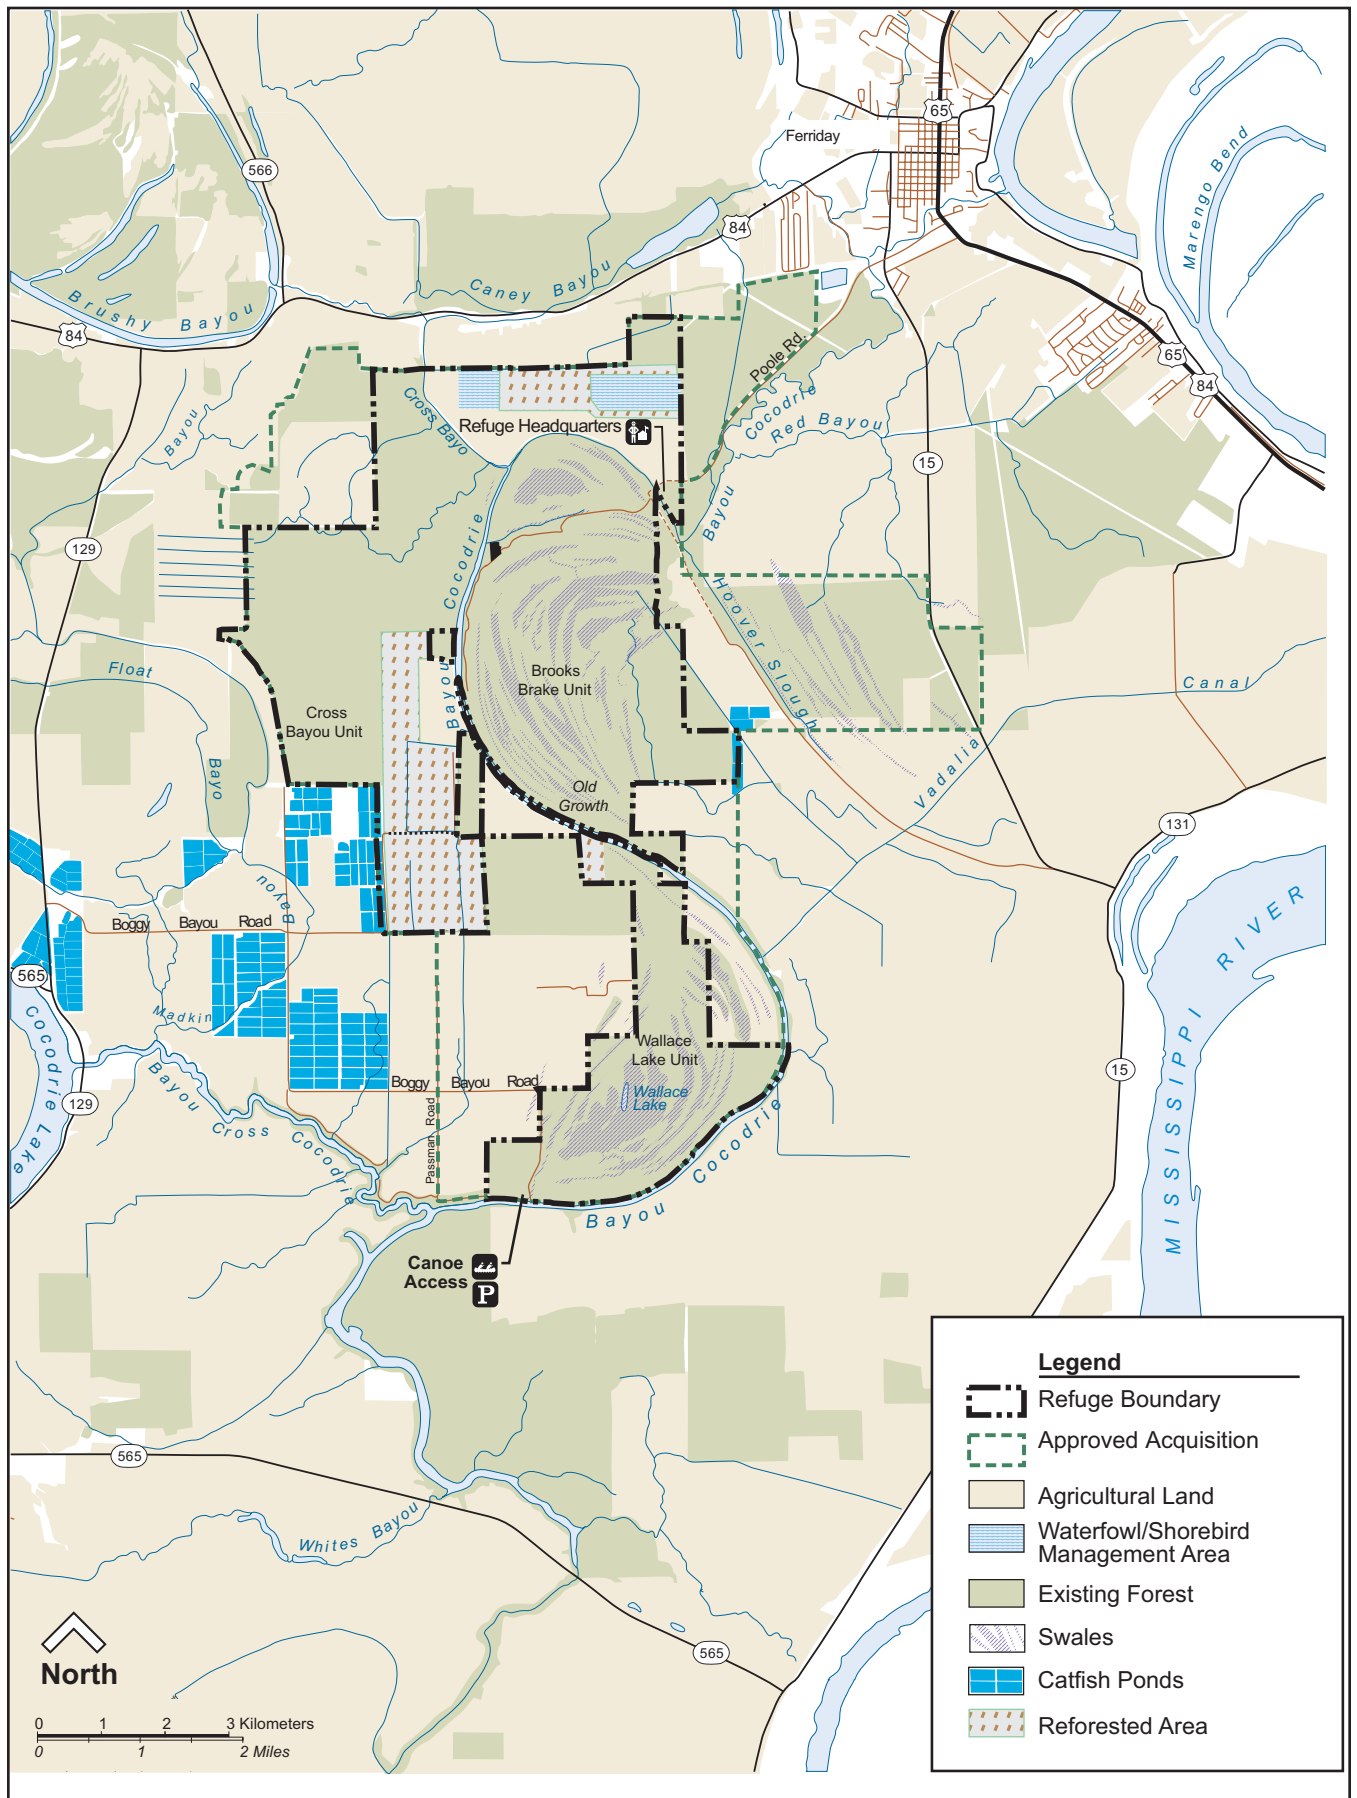 65
Ferriday
Marengo Bend
566
84
Caney Bayou
Brushy Bayou
84
65
84
Poole Rd.
Cocodrie
Red Bayou
Cross Bayo
Bayou
Refuge Headquarters
15
Bayou
129
Cocodrie
Hoover Slough
Float
Brooks
Brake Unit
Canal
Bayou
Cross
Bayou Unit
Bayo
Vadalia
Old
Growth
131
Bayou
Boggy Bayou Road
RIVER
565
Madkin
MISSISSIPPI
Cocodrie Lake
Wallace
Lake Unit
15
Boggy Bayou Road
Wallace
Lake
129
Bayou
Cross Cocodrie
Passman Road
Cocodrie
Bayou
Canoe
Access
P
565
Whites Bayou
565
North
0 1 2 3 Kilometers
0 1 2 Miles
Legend
Refuge Boundary
Approved Acquisition
Agricultural Land
Waterfowl/Shorebird
Management Area
Existing Forest
Swales
Catfish Ponds
Reforested Area